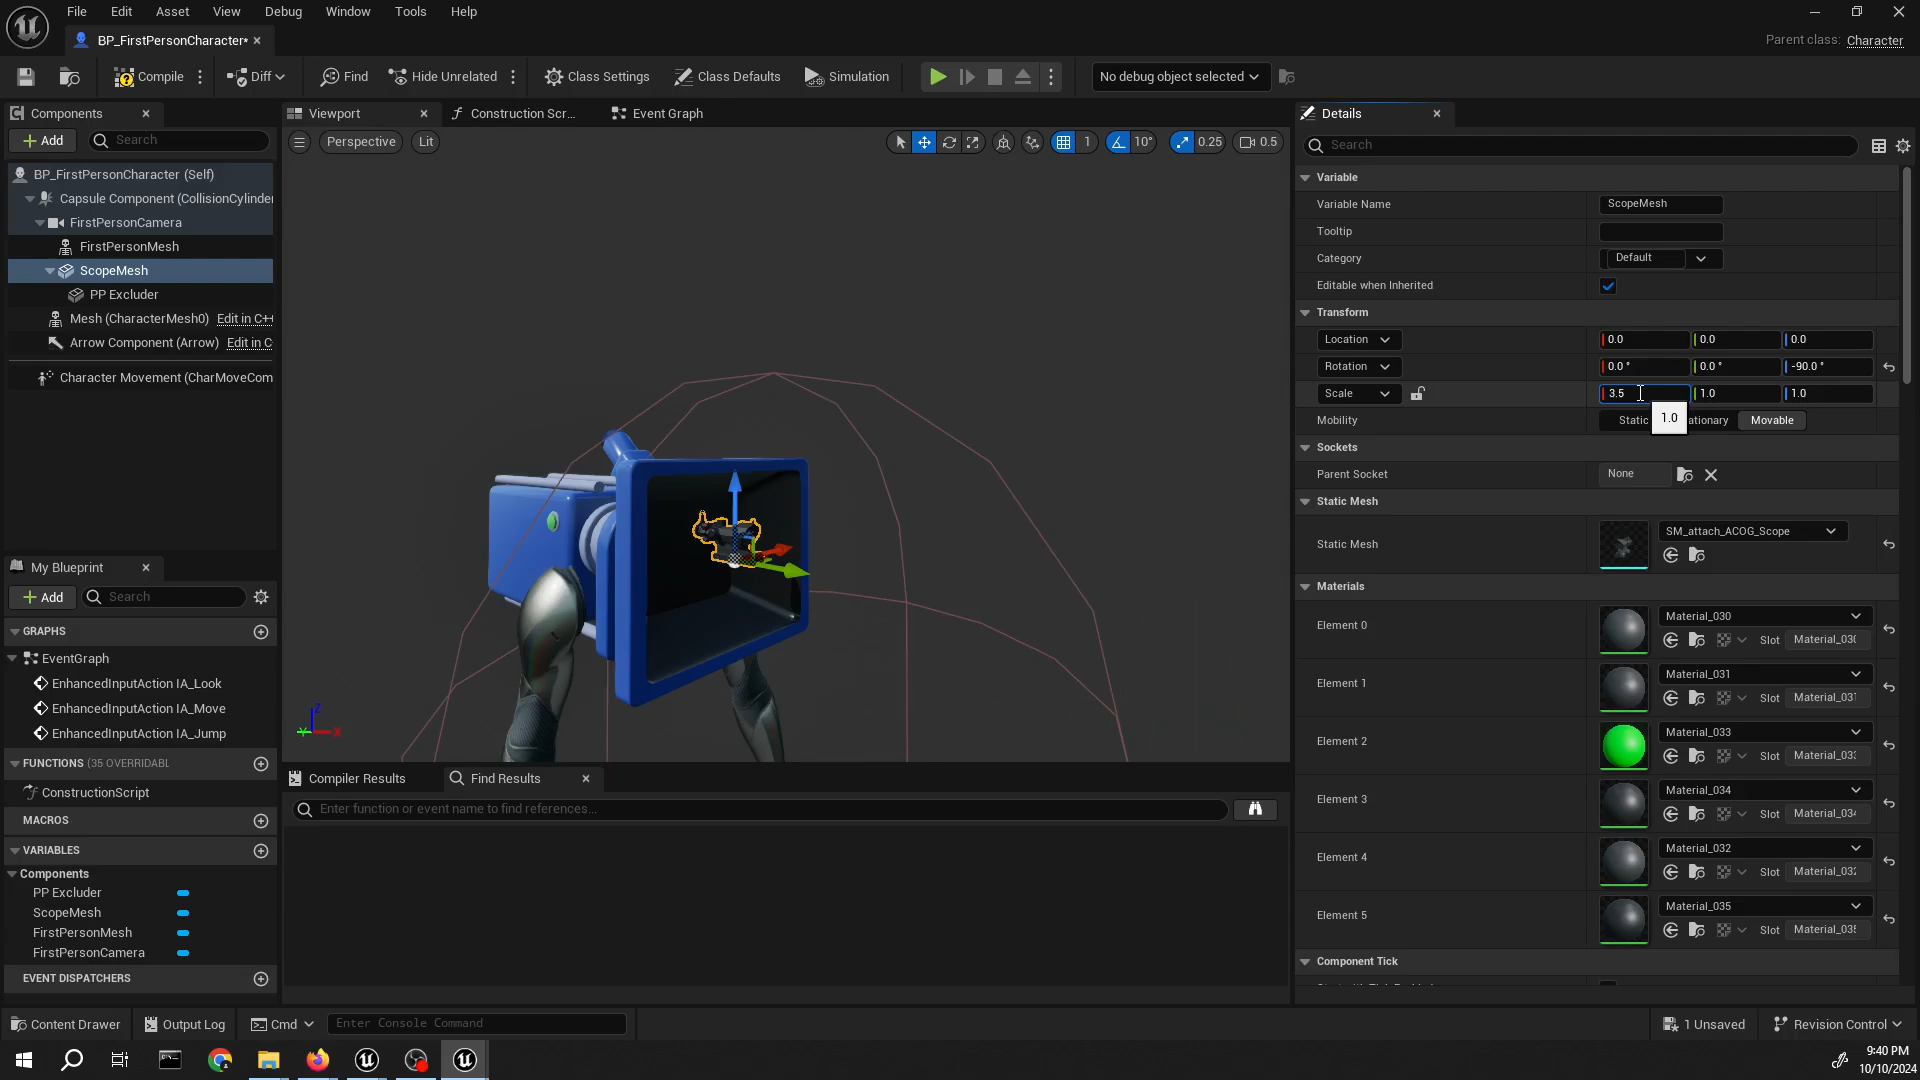 File Edit Asset View Debug Window Tools Help
BP_FirstPersonCharacter*
Parent class: Character
Compile Diff Find Hide Unrelated Class Settings Class Defaults Simulation No debug object selected
Components
Add Search
BP_FirstPersonCharacter (Self)
Capsule Component (CollisionCylinde
FirstPersonCamera
FirstPersonMesh
ScopeMesh
PP Excluder
Mesh (CharacterMesh0) Edit in C++
Arrow Component (Arrow) Edit in C
Character Movement (CharMoveCom
My Blueprint
Add Search
GRAPHS
EventGraph
EnhancedInputAction IA_Look
EnhancedInputAction IA_Move
EnhancedInputAction IA_Jump
FUNCTIONS (35 OVERRIDABL
ConstructionScript
MACROS
VARIABLES
Components
PP Excluder
ScopeMesh
FirstPersonMesh
FirstPersonCamera
EVENT DISPATCHERS
Viewport Construction Scr... Event Graph
Perspective Lit 1 10° 0.25 0.5
Z
Y X
Compiler Results Find Results
Enter function or event name to find references...
Details
Search
Variable
Variable Name ScopeMesh
Tooltip
Category Default
Editable when Inherited
Transform
Location 0.0 0.0 0.0
Rotation 0.0 ° 0.0 ° -90.0 °
Scale 3.5 1.0 1.0
1.0
Mobility Static ationary Movable
Sockets
Parent Socket None
Static Mesh
Static Mesh SM_attach_ACOG_Scope
Materials
Element 0 Material_030
Slot Material_030
Element 1 Material_031
Slot Material_031
Element 2 Material_033
Slot Material_033
Element 3 Material_034
Slot Material_034
Element 4 Material_032
Slot Material_032
Element 5 Material_035
Slot Material_035
Component Tick
Content Drawer Output Log Cmd Enter Console Command 1 Unsaved Revision Control
9:40 PM
10/10/2024